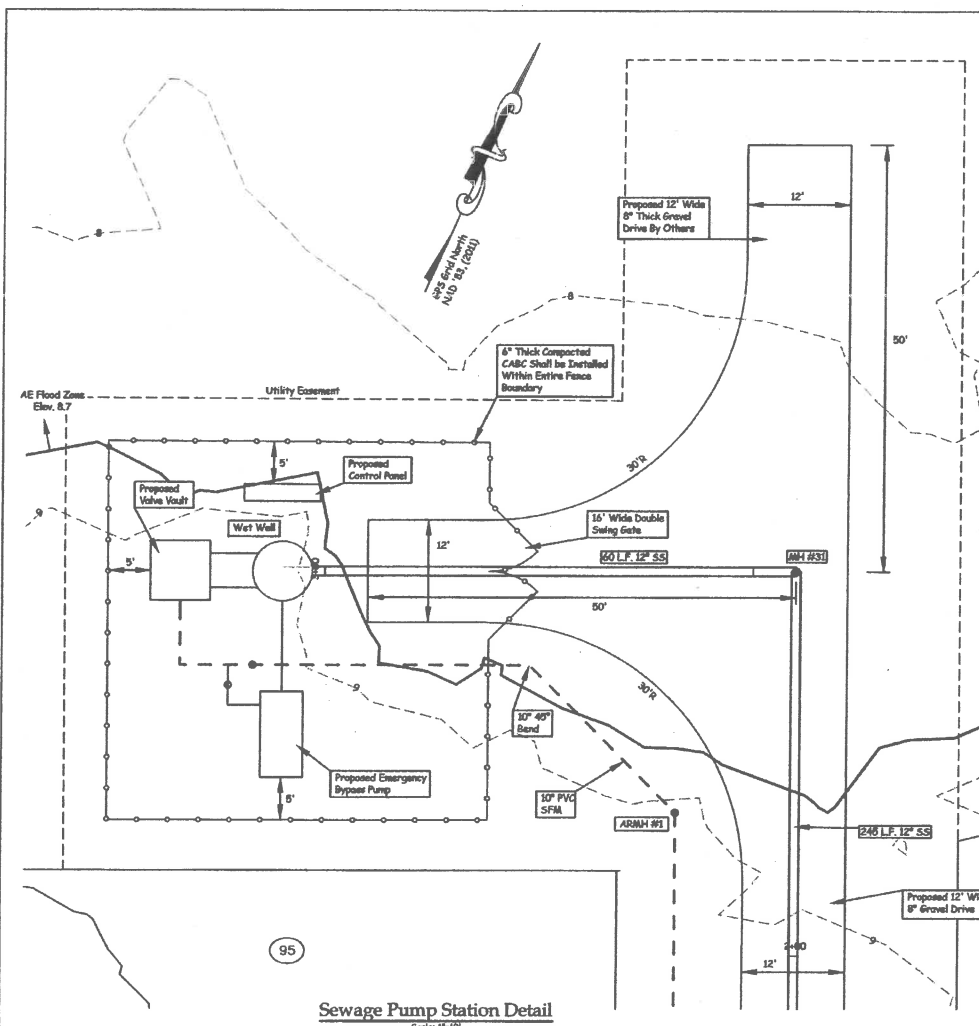 GPS Grid North
NAD '83, (2011)
Proposed 12' Wide
8" Thick Gravel
Drive By Others
12'
8
8
50'
6" Thick Compacted
CABC Shall be Installed
Within Entire Fence
Boundary
Utility Easement
AE Flood Zone
Elev. 8.7
5'
Proposed
Control Panel
30'R
Proposed
Valve Vault
9
Wet Well
16' Wide Double
Swing Gate
12'
60 L.F. 12" SS
MH #31
5'
50'
9
30'R
10" 45°
Bend
Proposed Emergency
Bypass Pump
5'
10" PVC
SFM
ARMH #1
246 L.F. 12" SS
Proposed 12' Wi
8" Gravel Drive
95
9
2+00
12'
Sewage Pump Station Detail